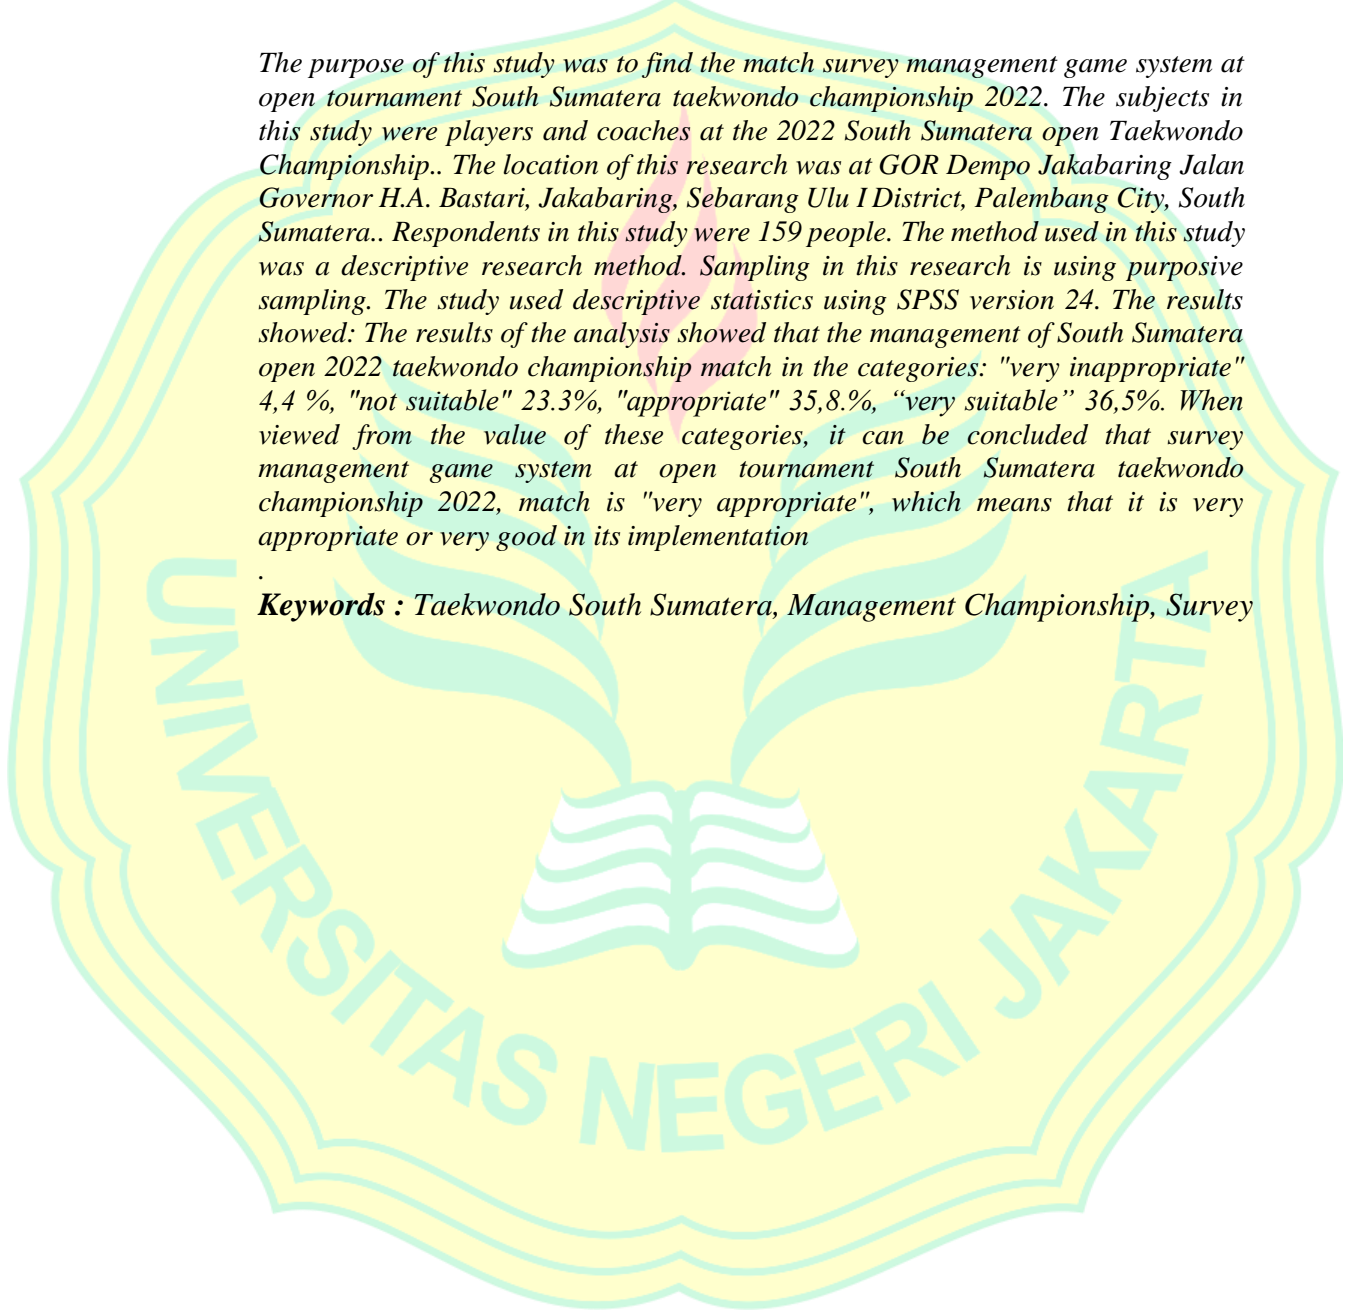 The purpose of this study was to find the match survey management game system at
open tournament South Sumatera taekwondo championship 2022. The subjects in
this study were players and coaches at the 2022 South Sumatera open Taekwondo
Championship.. The location of this research was at GOR Dempo Jakabaring Jalan
Governor H.A. Bastari, Jakabaring, Sebarang Ulu I District, Palembang City, South
Sumatera.. Respondents in this study were 159 people. The method used in this study
was a descriptive research method. Sampling in this research is using purposive
sampling. The study used descriptive statistics using SPSS version 24. The results
showed: The results of the analysis showed that the management of South Sumatera
open 2022 taekwondo championship match in the categories: "very inappropriate"
4,4 %, "not suitable" 23.3%, "appropriate" 35,8.%, “very suitable” 36,5%. When
viewed from the value of these categories, it can be concluded that survey
management game system at open tournament South Sumatera taekwondo
championship 2022, match is "very appropriate", which means that it is very
appropriate or very good in its implementation
.
Keywords : Taekwondo South Sumatera, Management Championship, Survey
UNIVERSITAS NEGERI JAKARTA